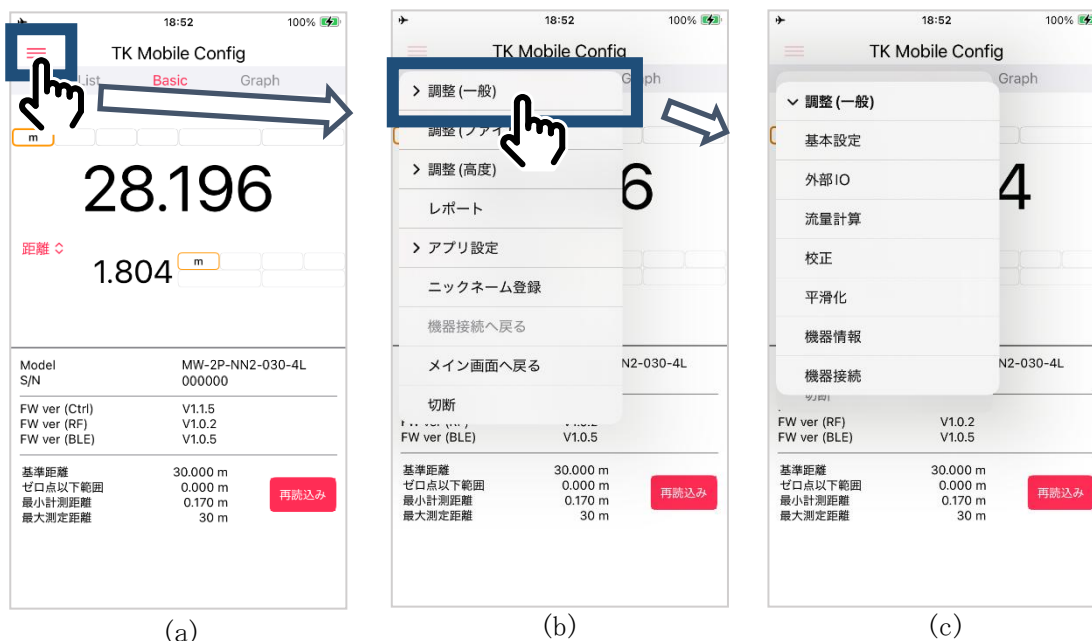 18:52
100%
TK Mobile Config
List
Basic
Graph
m
28.196
距離
1.804
m
Model MW-2P-NN2-030-4L
S/N 000000
FW ver (Ctrl) V1.1.5
FW ver (RF) V1.0.2
FW ver (BLE) V1.0.5
基準距離 30.000 m
ゼロ点以下範囲 0.000 m
最小計測距離 0.170 m
最大測定距離 30 m
再読込み
(a)
18:52
100%
TK Mobile Config
調整 (一般)
調整 (ファイ
調整 (高度)
6
レポート
アプリ設定
ニックネーム登録
機器接続へ戻る
メイン画面へ戻る
N2-030-4L
切断
FW ver (BLE) V1.0.5
基準距離 30.000 m
ゼロ点以下範囲 0.000 m
最小計測距離 0.170 m
最大測定距離 30 m
再読込み
(b)
18:52
100%
TK Mobile Config
Graph
調整 (一般)
基本設定
外部IO
4
流量計算
校正
平滑化
機器情報
機器接続
N2-030-4L
切断
FW ver (RF) V1.0.2
FW ver (BLE) V1.0.5
基準距離 30.000 m
ゼロ点以下範囲 0.000 m
最小計測距離 0.170 m
最大測定距離 30 m
再読込み
(c)